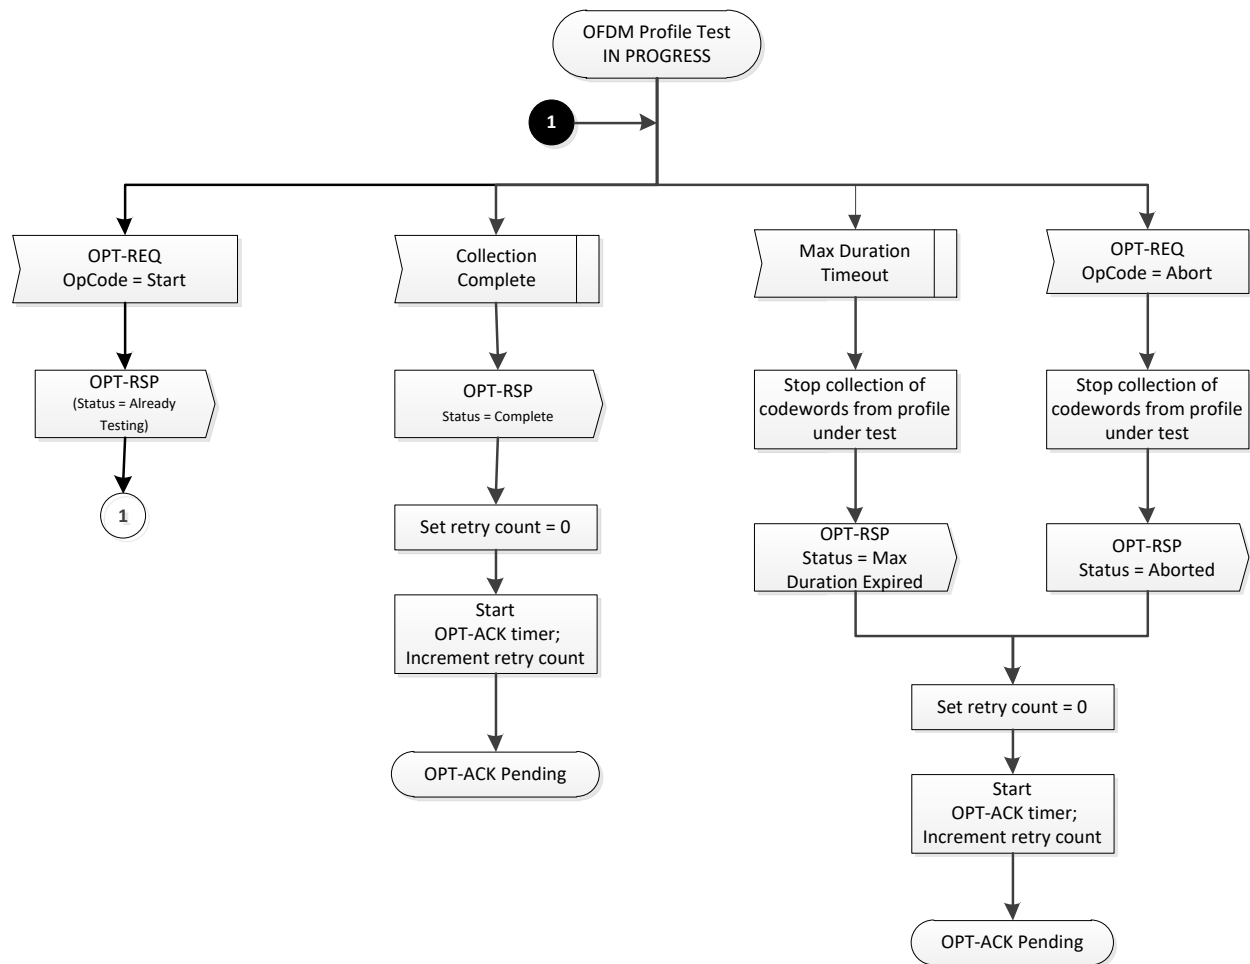 OFDM Profile Test
IN PROGRESS
1
OPT-REQ
OpCode = Start
OPT-RSP
(Status = Already
Testing)
1
Collection
Complete
OPT-RSP
Status = Complete
Set retry count = 0
Start
OPT-ACK timer;
Increment retry count
OPT-ACK Pending
Max Duration
Timeout
Stop collection of
codewords from profile
under test
OPT-RSP
Status = Max
Duration Expired
OPT-REQ
OpCode = Abort
Stop collection of
codewords from profile
under test
OPT-RSP
Status = Aborted
Set retry count = 0
Start
OPT-ACK timer;
Increment retry count
OPT-ACK Pending